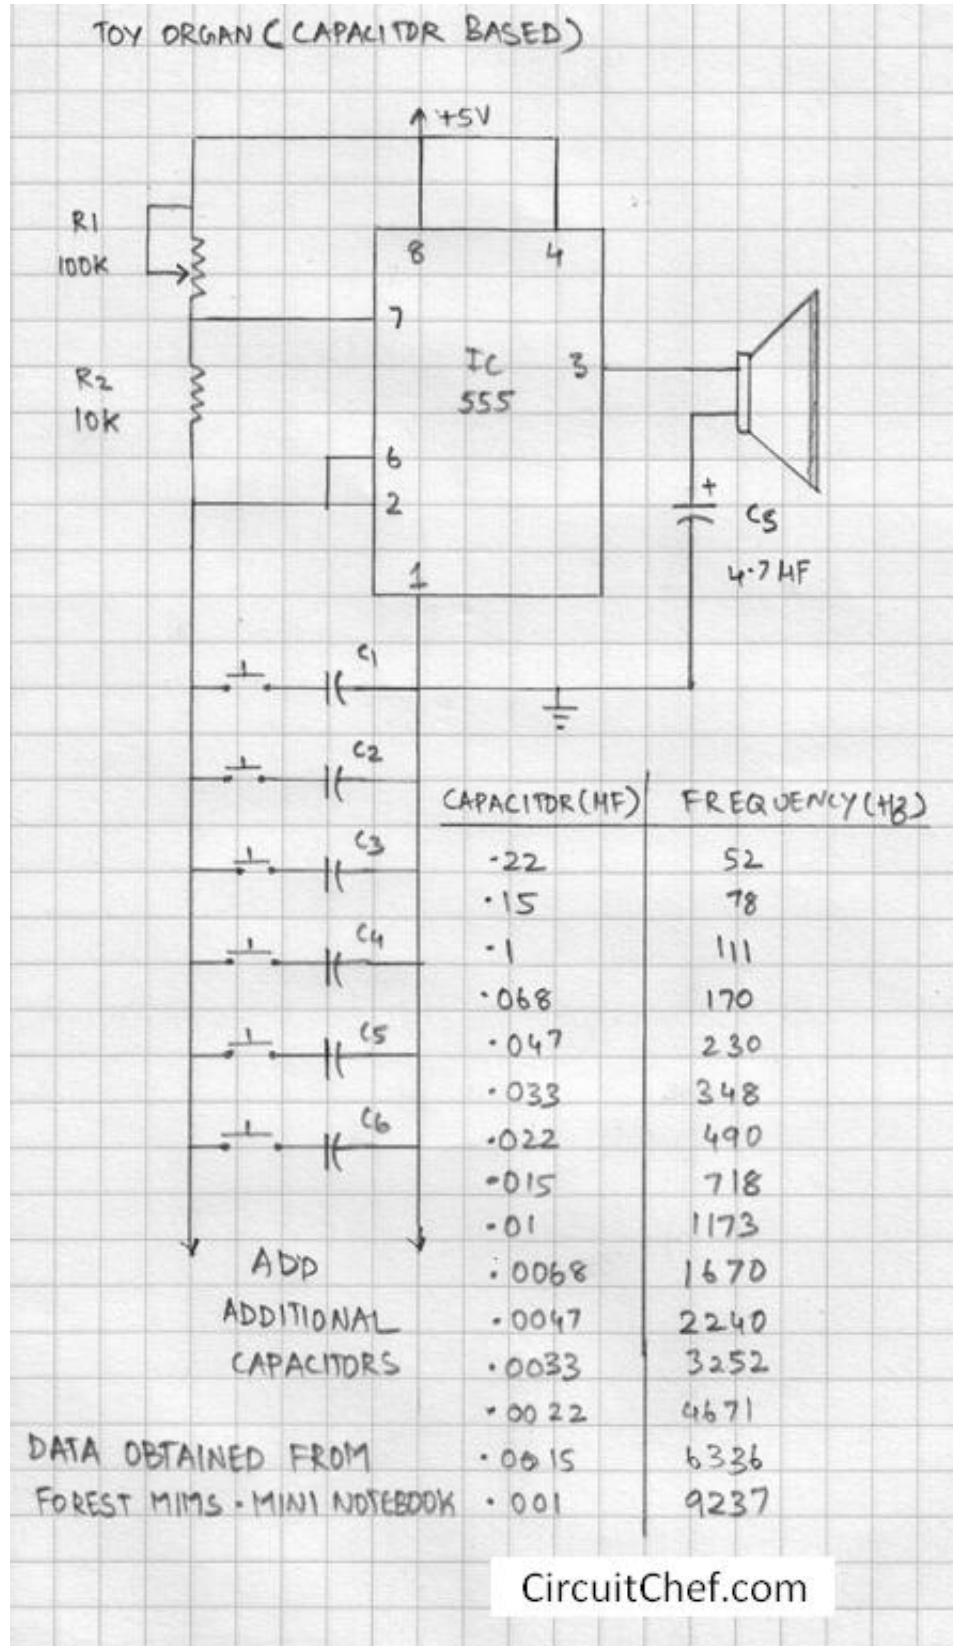 TOY ORGAN (CAPACITOR BASED)
+5V
R1
100K
8
4
7
IC
555
3
R2
10K
6
2
+
C5
4.7 µF
1
C1
C2
C3
C4
C5
C6
CAPACITOR(MF) FREQUENCY(Hz)
.22 52
.15 78
.1 111
.068 170
.047 230
.033 348
.022 490
.015 718
.01 1173
.0068 1670
.0047 2240
.0033 3252
.0022 4671
.0015 6336
.001 9237
ADD
ADDITIONAL
CAPACITORS
DATA OBTAINED FROM
FOREST MIMS . MINI NOTEBOOK
CircuitChef.com